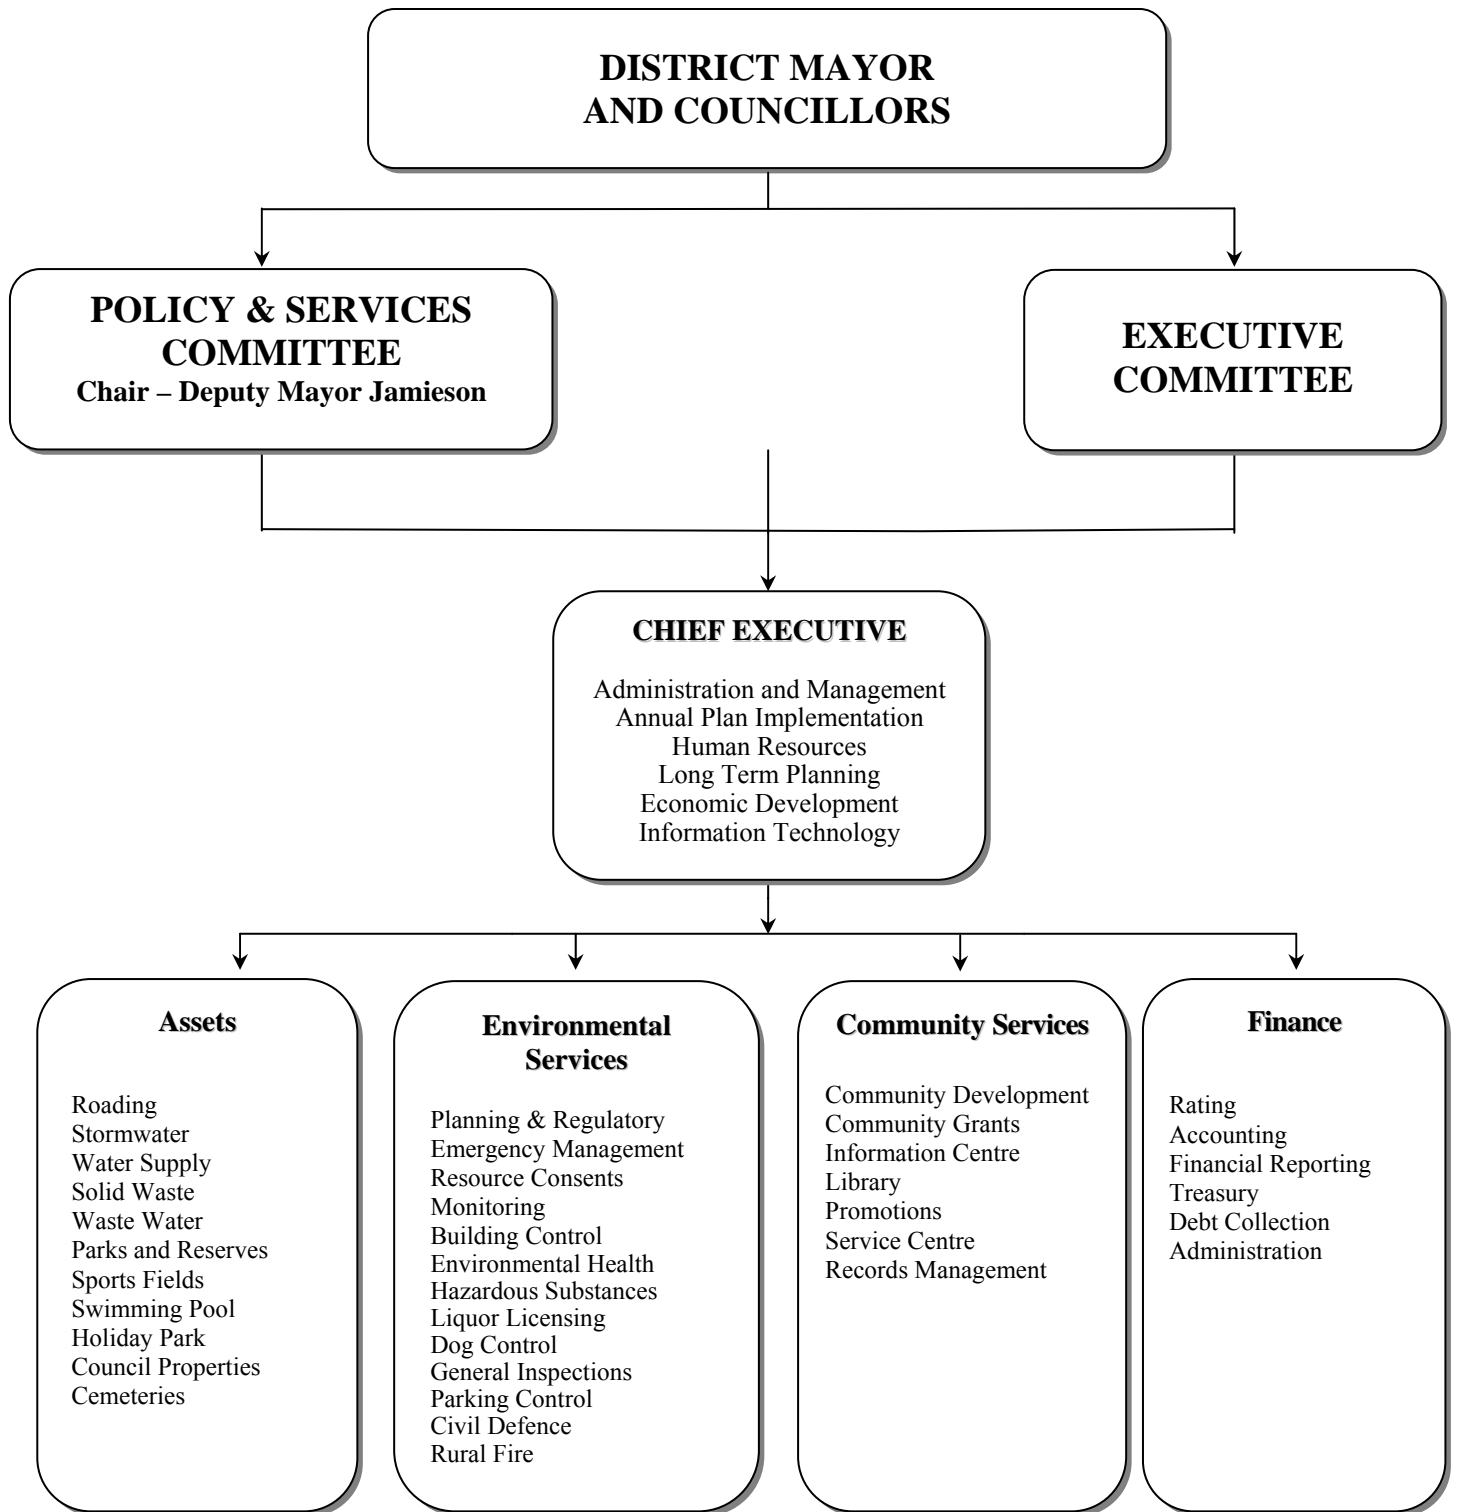 DISTRICT MAYOR
AND COUNCILLORS
POLICY & SERVICES
COMMITTEE
Chair – Deputy Mayor Jamieson
EXECUTIVE
COMMITTEE
CHIEF EXECUTIVE
Administration and Management
Annual Plan Implementation
Human Resources
Long Term Planning
Economic Development
Information Technology
Assets
Roading
Stormwater
Water Supply
Solid Waste
Waste Water
Parks and Reserves
Sports Fields
Swimming Pool
Holiday Park
Council Properties
Cemeteries
Environmental
Services
Planning & Regulatory
Emergency Management
Resource Consents
Monitoring
Building Control
Environmental Health
Hazardous Substances
Liquor Licensing
Dog Control
General Inspections
Parking Control
Civil Defence
Rural Fire
Community Services
Community Development
Community Grants
Information Centre
Library
Promotions
Service Centre
Records Management
Finance
Rating
Accounting
Financial Reporting
Treasury
Debt Collection
Administration